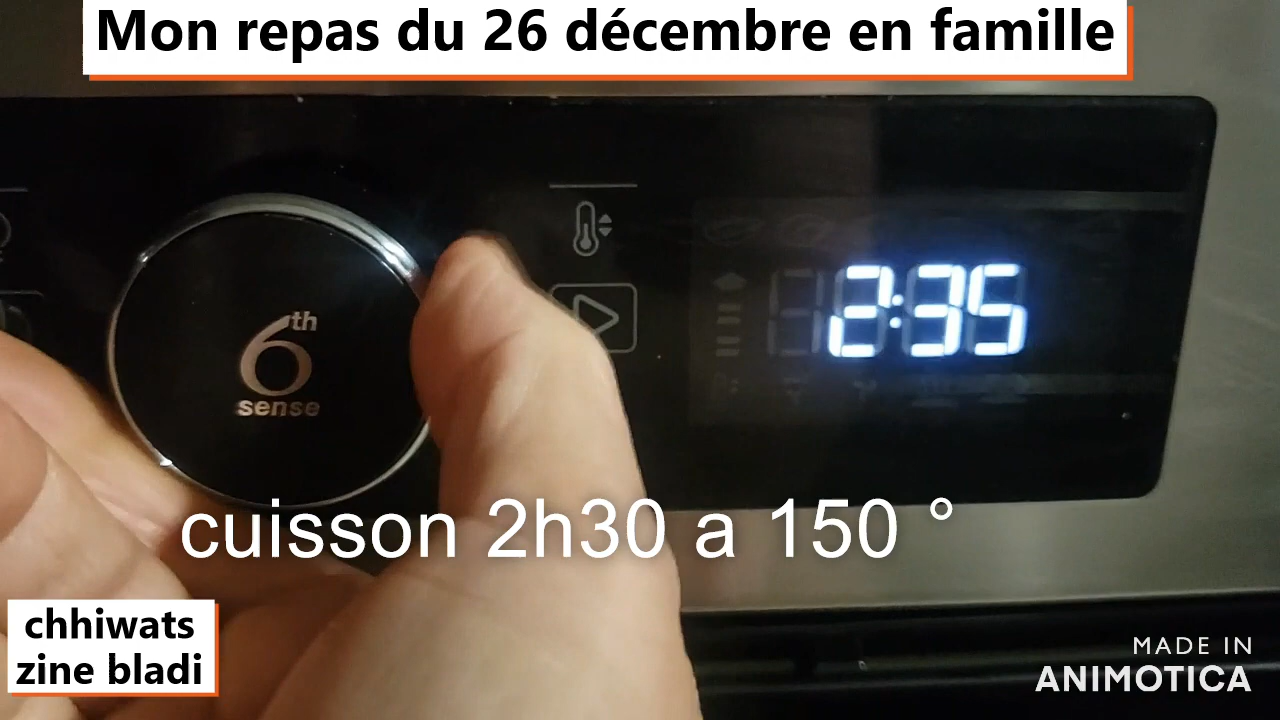 Mon repas du 26 décembre en famille
6th
sense
2:35
cuisson 2h30 a 150 °
chhiwats
zine bladi
MADE IN
ANIMOTICA